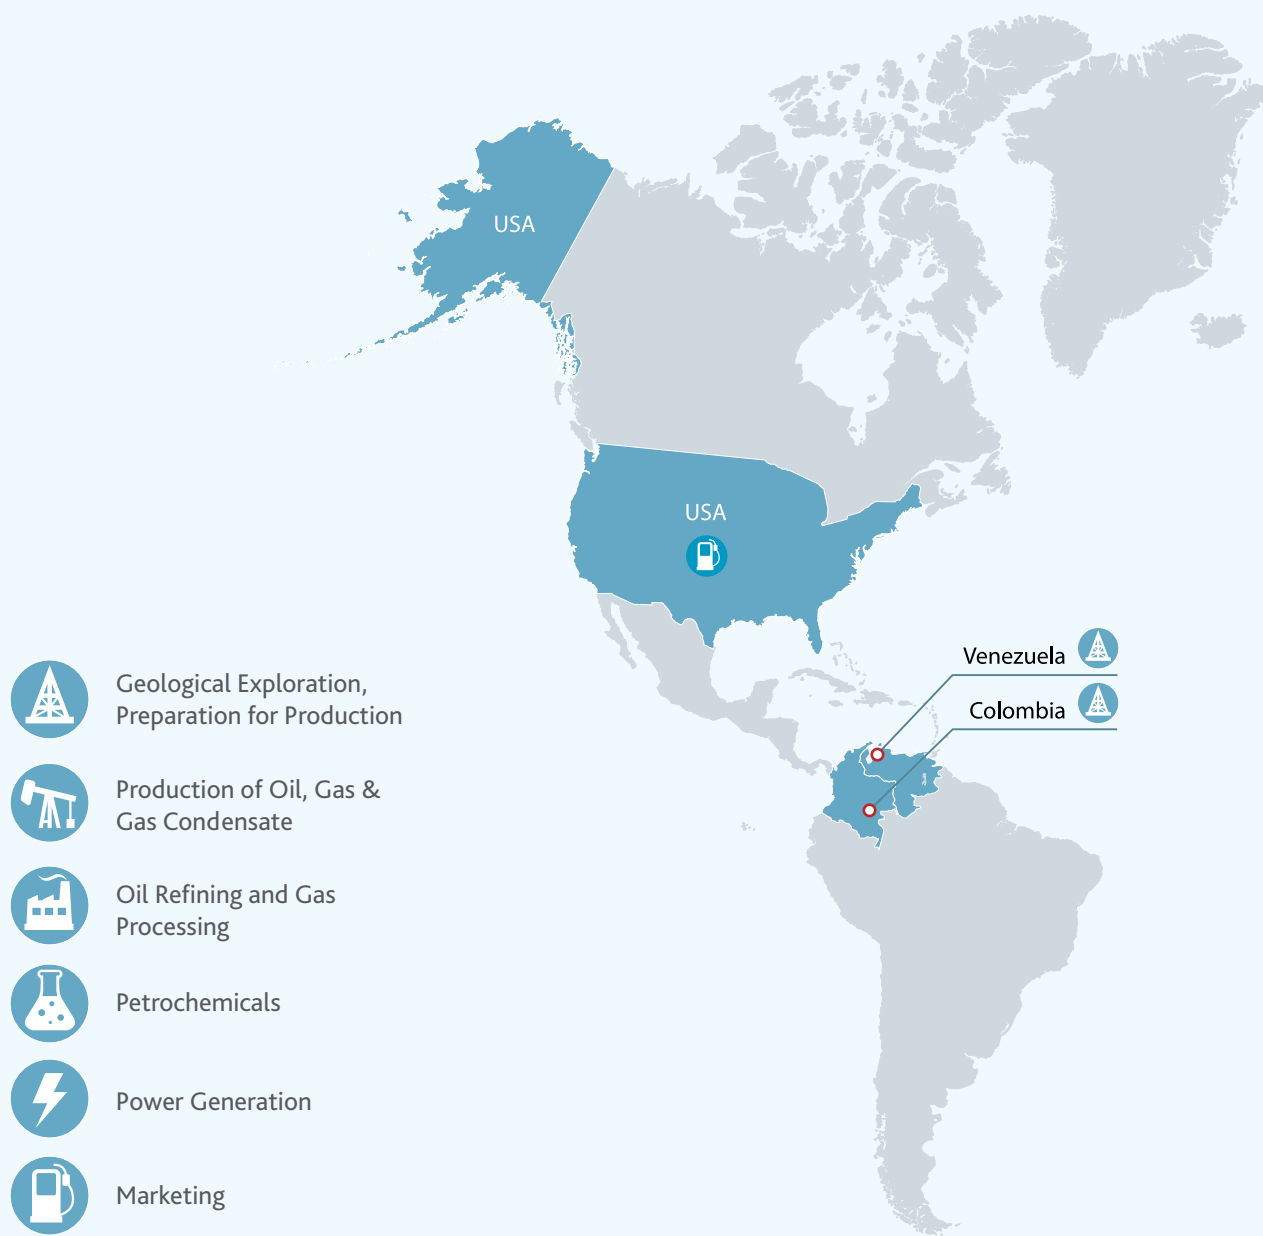 USA
USA
Venezuela
Colombia
Geological Exploration,
Preparation for Production
Production of Oil, Gas &
Gas Condensate
Oil Refining and Gas
Processing
Petrochemicals
Power Generation
Marketing